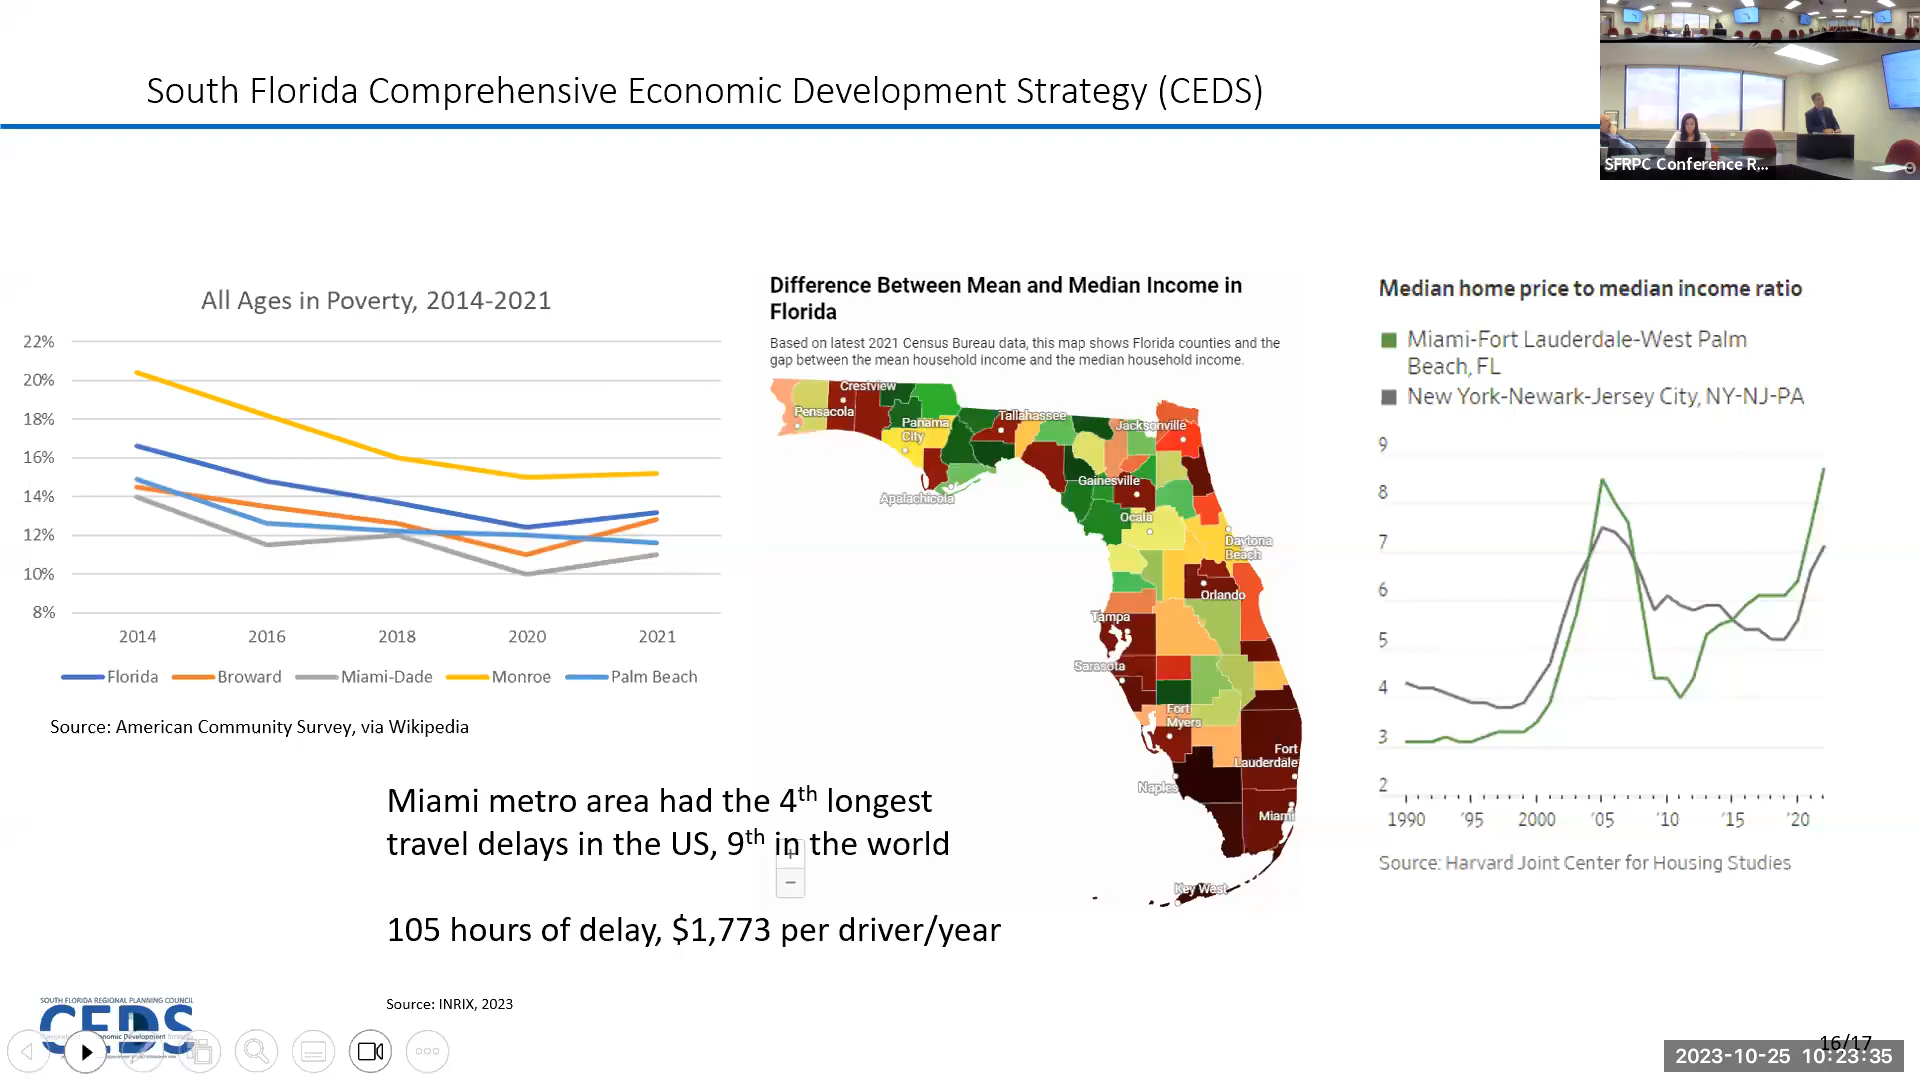 South Florida Comprehensive Economic Development Strategy (CEDS)
SFRPC Conference R...
All Ages in Poverty, 2014-2021
22%
20%
18%
16%
14%
12%
10%
8%
2014 2016 2018 2020 2021
Florida Broward Miami-Dade Monroe Palm Beach
Source: American Community Survey, via Wikipedia
Difference Between Mean and Median Income in
Florida
Based on latest 2021 Census Bureau data, this map shows Florida counties and the
gap between the mean household income and the median household income.
Crestview
Pensacola
Panama
City
Tallahassee
Jacksonville
Apalachicola
Gainesville
Ocala
Daytona
Beach
Orlando
Tampa
Sarasota
Fort
Myers
Fort
Lauderdale
Naples
Miami
Key West
+
−
Median home price to median income ratio
Miami-Fort Lauderdale-West Palm
Beach, FL
New York-Newark-Jersey City, NY-NJ-PA
9
8
7
6
5
4
3
2
1990 '95 2000 '05 '10 '15 '20
Source: Harvard Joint Center for Housing Studies
Miami metro area had the 4th longest
travel delays in the US, 9th in the world
105 hours of delay, $1,773 per driver/year
Source: INRIX, 2023
SOUTH FLORIDA REGIONAL PLANNING COUNCIL
CEDS
16/17
2023-10-25 10:23:35